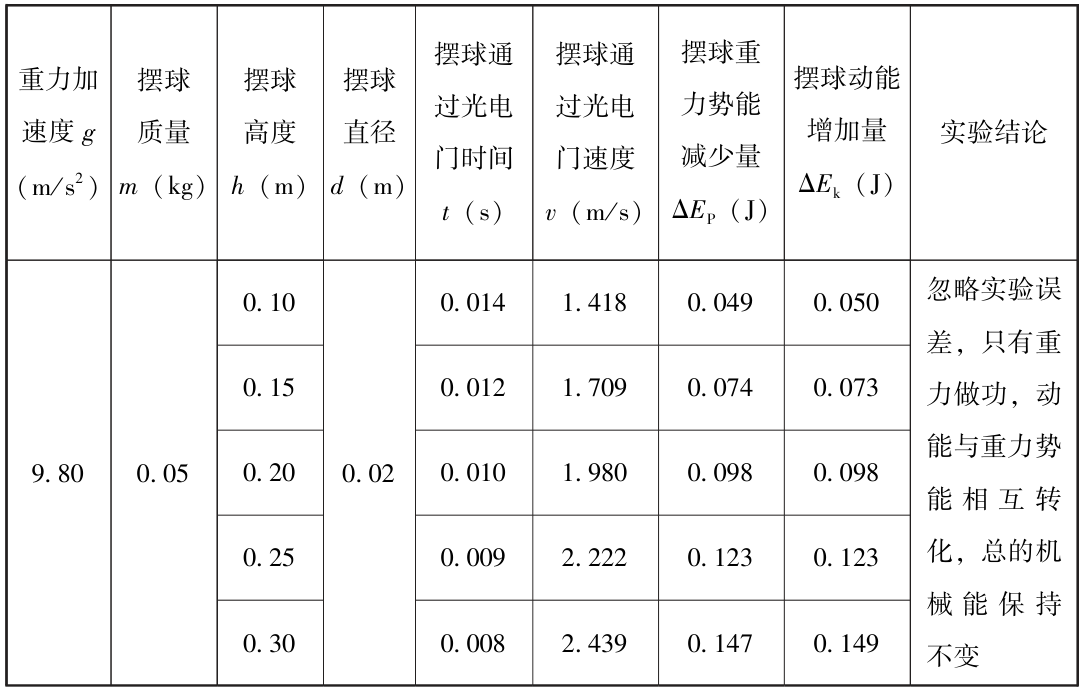 重力加
速度 g
(m/s²)
摆球
质量
m (kg)
摆球
高度
h (m)
摆球
直径
d (m)
摆球通
过光电
门时间
t (s)
摆球通
过光电
门速度
v (m/s)
摆球重
力势能
减少量
ΔE_P (J)
摆球动能
增加量
ΔE_k (J)
实验结论
9.80
0.05
0.10
0.02
0.014
1.418
0.049
0.050
0.15
0.012
1.709
0.074
0.073
0.20
0.010
1.980
0.098
0.098
0.25
0.009
2.222
0.123
0.123
0.30
0.008
2.439
0.147
0.149
忽略实验误
差，只有重
力做功，动
能与重力势
能相互转
化，总的机
械能保持
不变